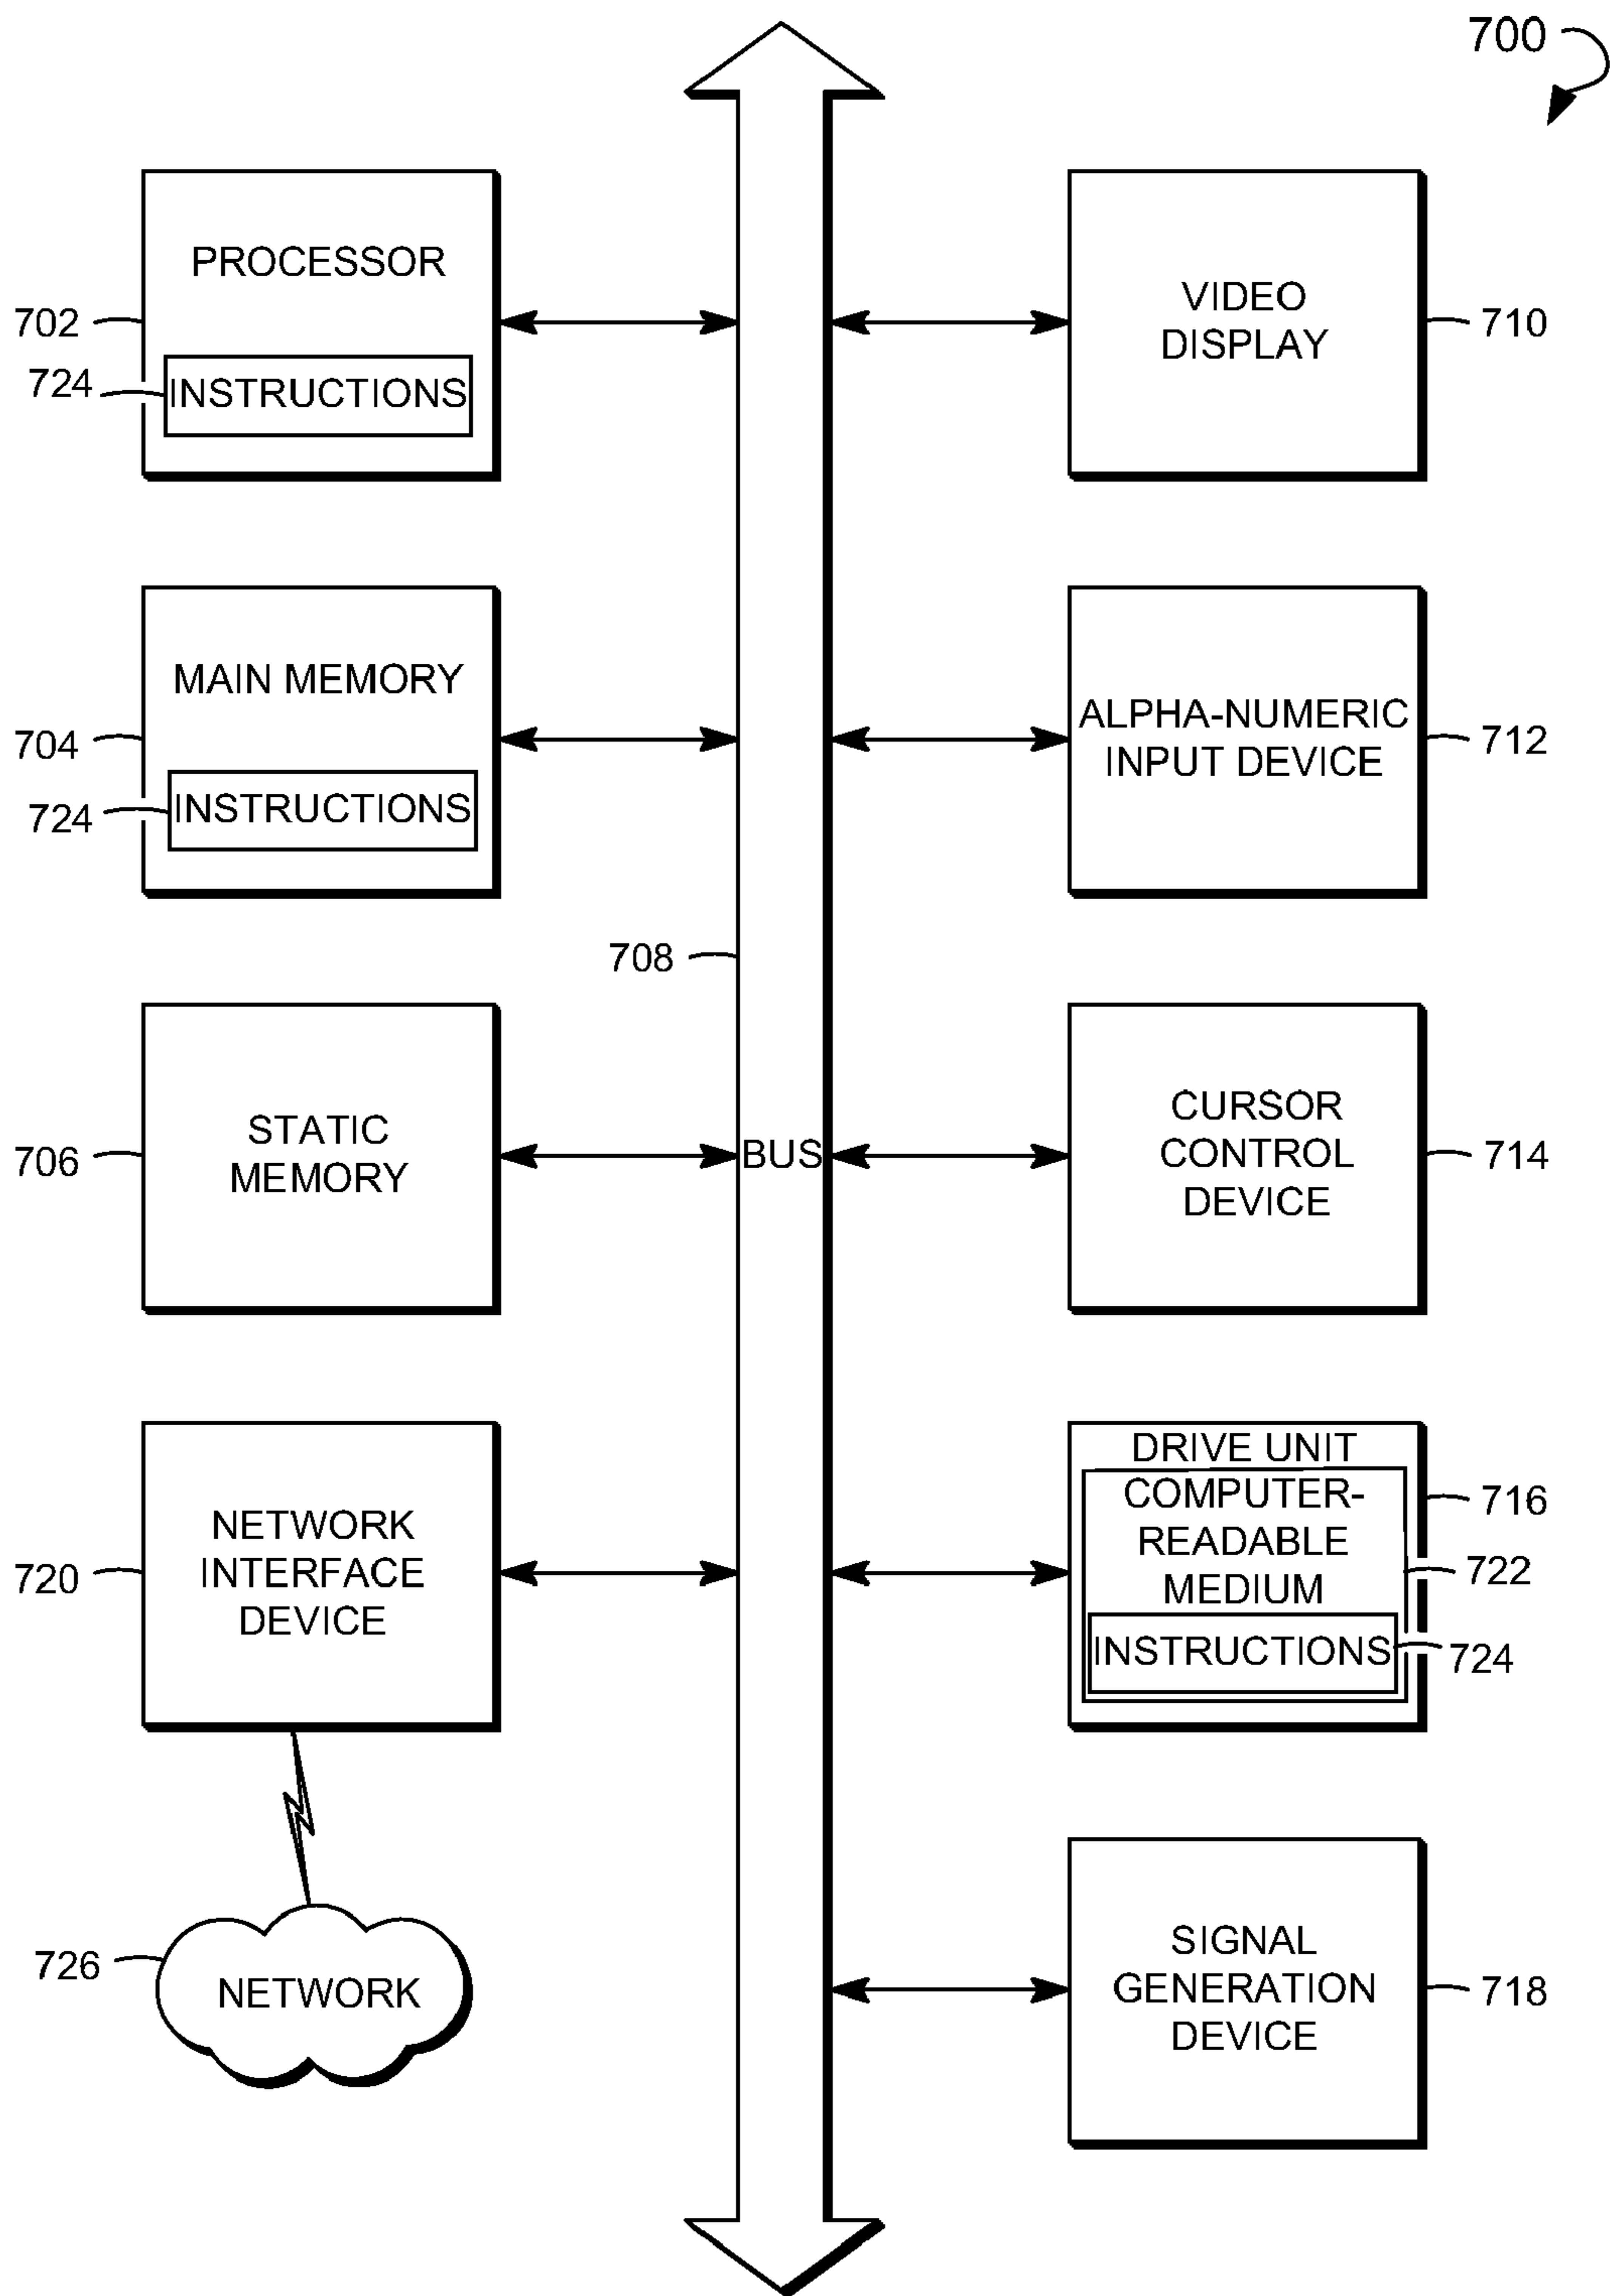 700
PROCESSOR
702
724
INSTRUCTIONS
MAIN MEMORY
704
724
INSTRUCTIONS
708
STATIC
MEMORY
706
BUS
NETWORK
INTERFACE
DEVICE
720
726
NETWORK
VIDEO
DISPLAY
710
ALPHA-NUMERIC
INPUT DEVICE
712
CURSOR
CONTROL
DEVICE
714
DRIVE UNIT
COMPUTER-
READABLE
MEDIUM
716
722
INSTRUCTIONS
724
SIGNAL
GENERATION
DEVICE
718